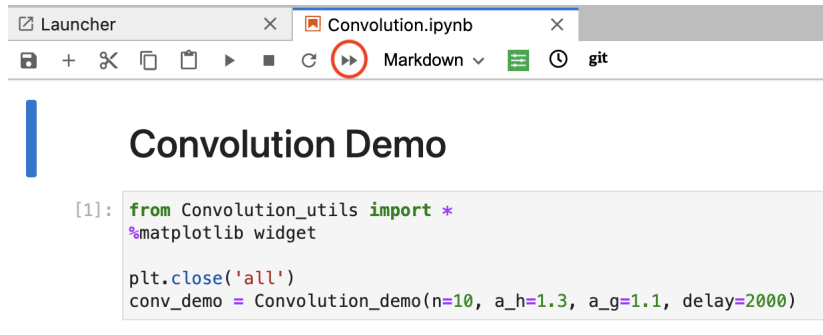 Launcher
Convolution.ipynb
Markdown
git
Convolution Demo
[1]:
from Convolution_utils import *
%matplotlib widget
plt.close('all')
conv_demo = Convolution_demo(n=10, a_h=1.3, a_g=1.1, delay=2000)